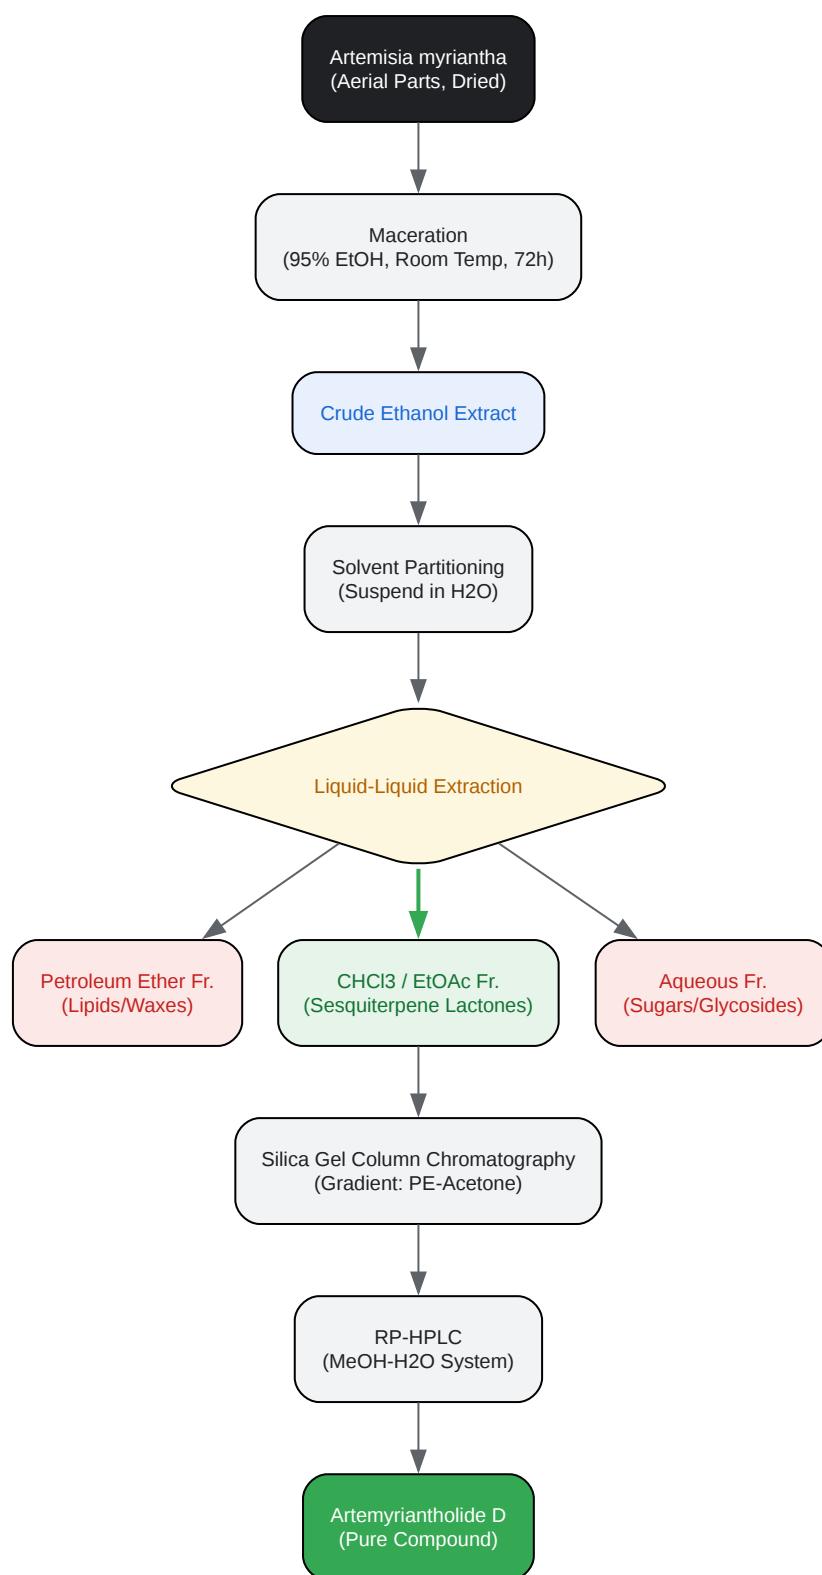 Artemisia myriantha
(Aerial Parts, Dried)
Maceration
(95% EtOH, Room Temp, 72h)
Crude Ethanol Extract
Solvent Partitioning
(Suspend in H2O)
Liquid-Liquid Extraction
Petroleum Ether Fr.
(Lipids/Waxes)
CHCl3 / EtOAc Fr.
(Sesquiterpene Lactones)
Aqueous Fr.
(Sugars/Glycosides)
Silica Gel Column Chromatography
(Gradient: PE-Acetone)
RP-HPLC
(MeOH-H2O System)
Artemyriantholide D
(Pure Compound)